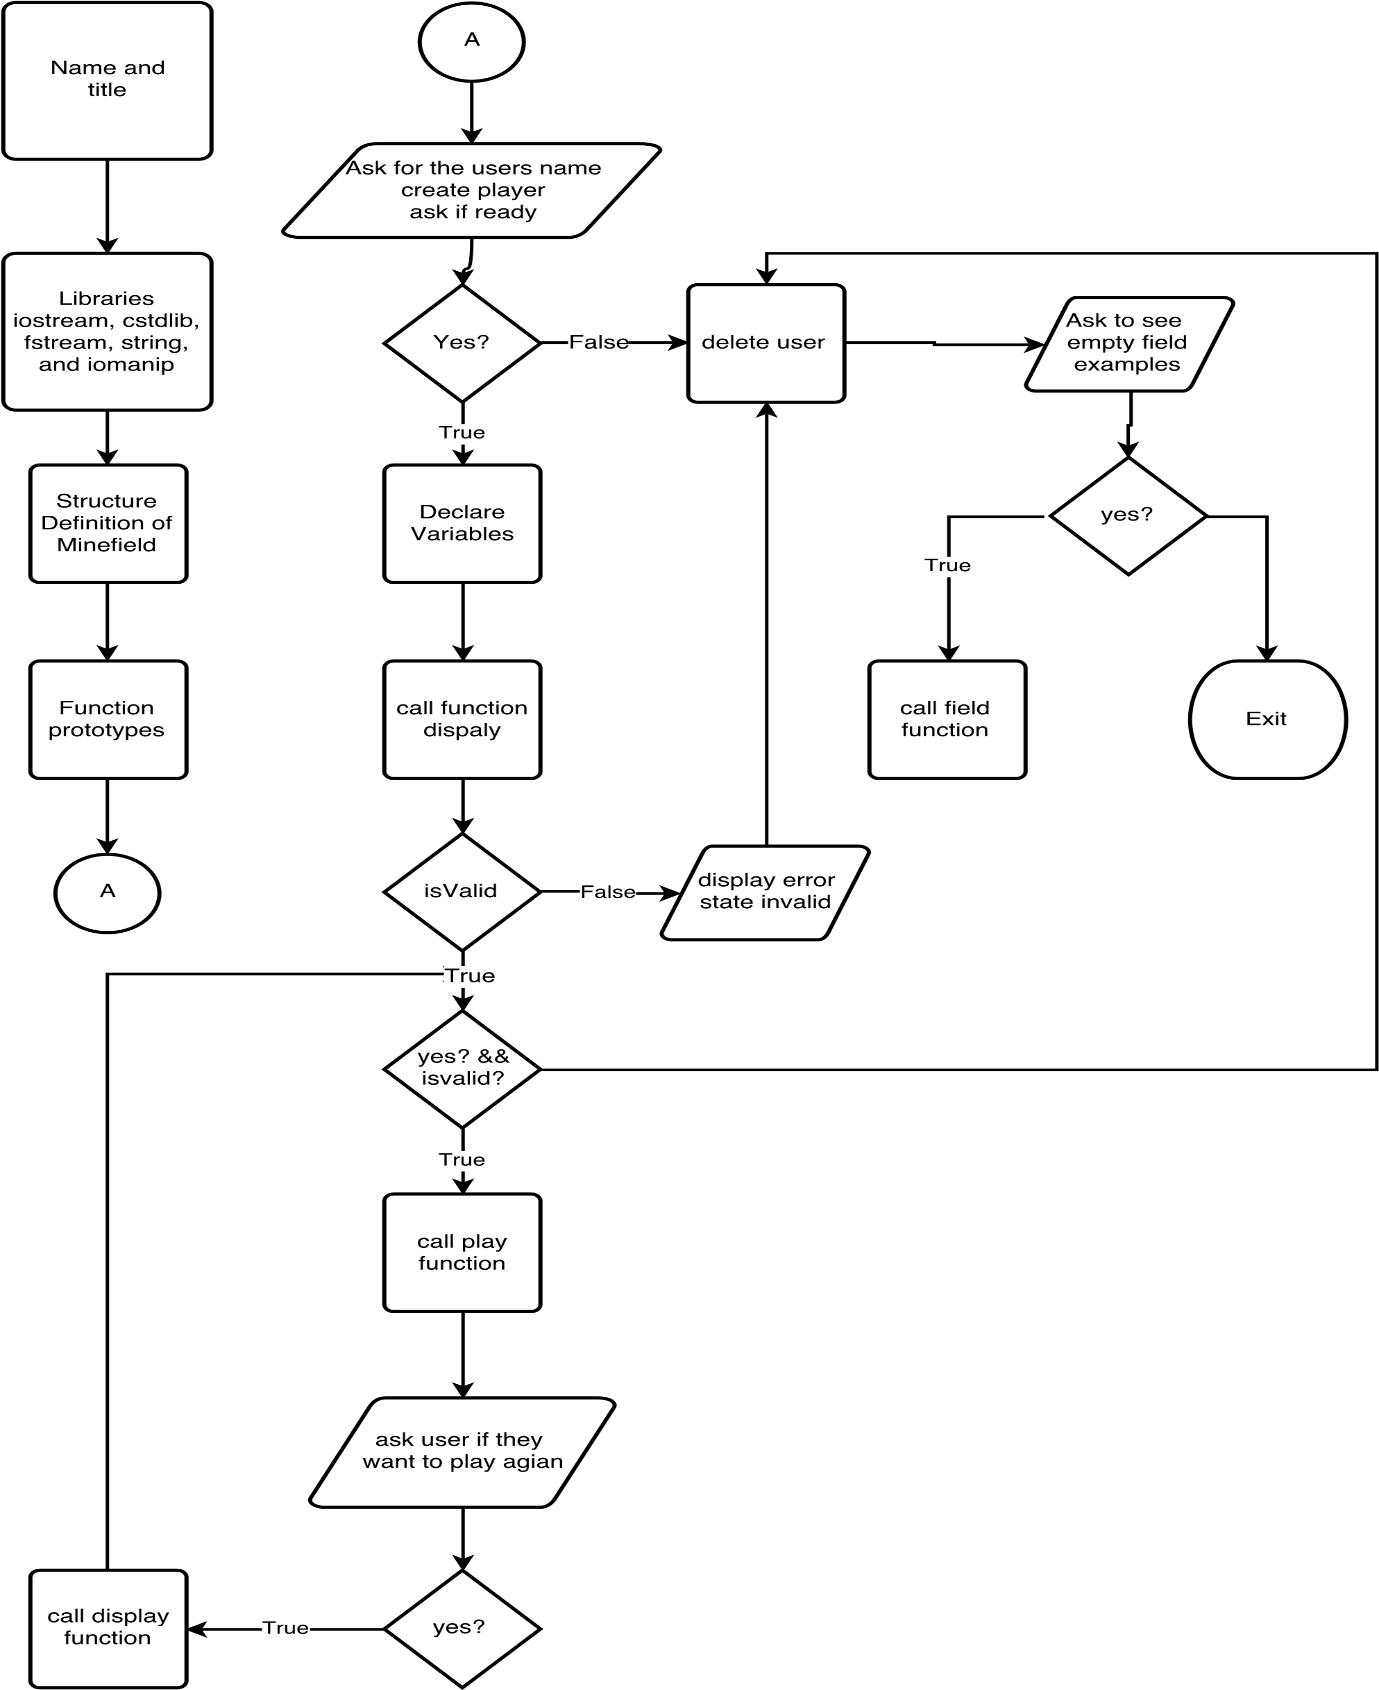 Name and
title
Libraries
iostream, cstdlib,
fstream, string,
and iomanip
Structure
Definition of
Minefield
Function
prototypes
A
A
Ask for the users name
create player
ask if ready
Yes?
False
True
delete user
Ask to see
empty field
examples
yes?
True
call field
function
Exit
Declare
Variables
call function
dispaly
isValid
False
display error
state invalid
True
yes? &&
isvalid?
True
call play
function
ask user if they
want to play agian
yes?
True
call display
function